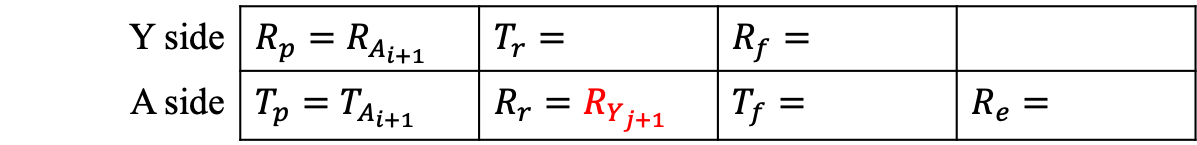 Y side R_p = R_{A_{i+1}} T_r = R_f =
A side T_p = T_{A_{i+1}} R_r = R_{Y_{j+1}} T_f = R_e =